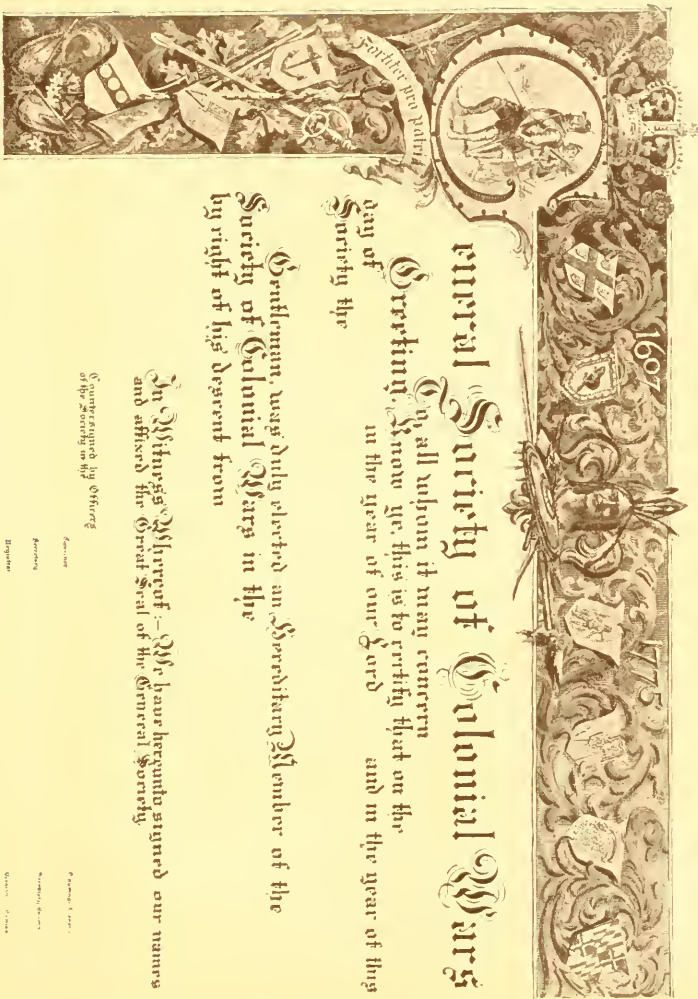 1607
1775
Fortiter pro patria
eneral Society of Colonial Wars
To all whom it may concern
Greeting, Know ye this is to certify that on the
day of in the year of our Lord and in the year of this
Society the
Gentleman, was duly elected an Hereditary Member of the
Society of Colonial Wars in the
by right of his descent from
In Witness Whereof:—We have hereunto signed our names
and affixed the Great Seal of the General Society.
Countersigned by Officers
of the Society in the
Governor
Secretary
Registrar